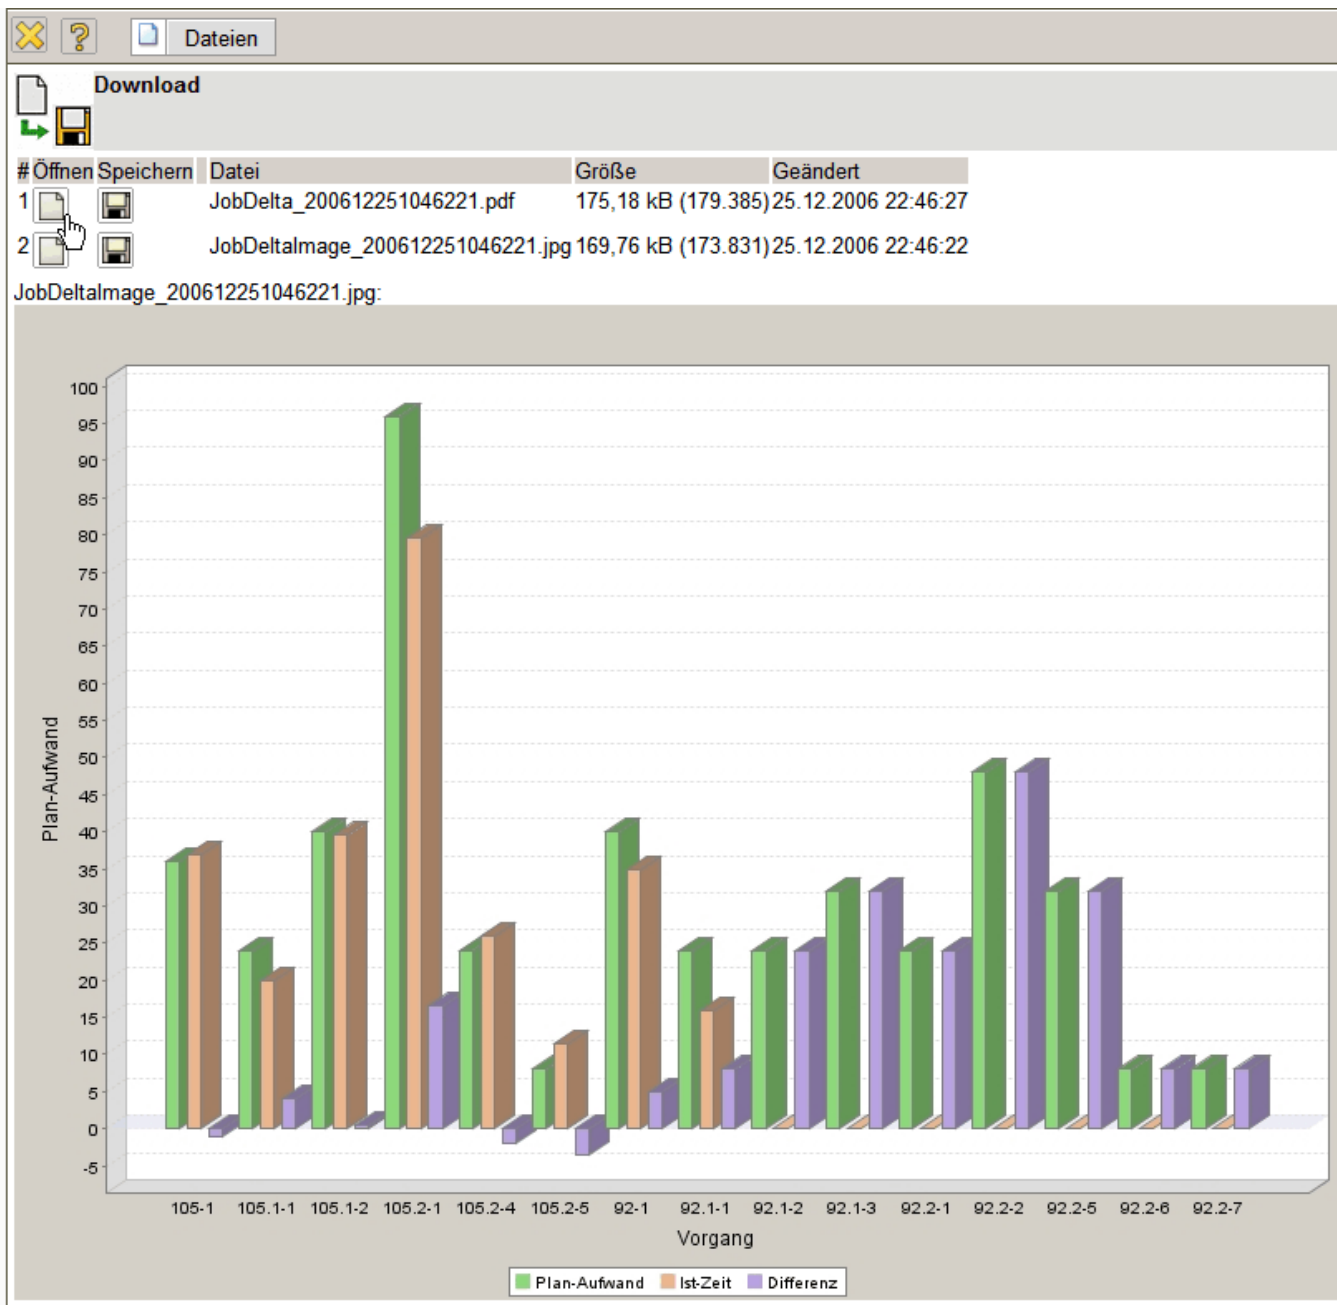 Dateien
Download
# Öffnen Speichern Datei Größe Geändert
1 JobDelta_200612251046221.pdf 175,18 kB (179.385) 25.12.2006 22:46:27
2 JobDeltaImage_200612251046221.jpg 169,76 kB (173.831) 25.12.2006 22:46:22
JobDeltaImage_200612251046221.jpg:
100
95
90
85
80
75
70
65
60
55
50
45
40
35
30
25
20
15
10
5
0
-5
Plan-Aufwand
105-1 105.1-1 105.1-2 105.2-1 105.2-4 105.2-5 92-1 92.1-1 92.1-2 92.1-3 92.2-1 92.2-2 92.2-5 92.2-6 92.2-7
Vorgang
Plan-Aufwand Ist-Zeit Differenz